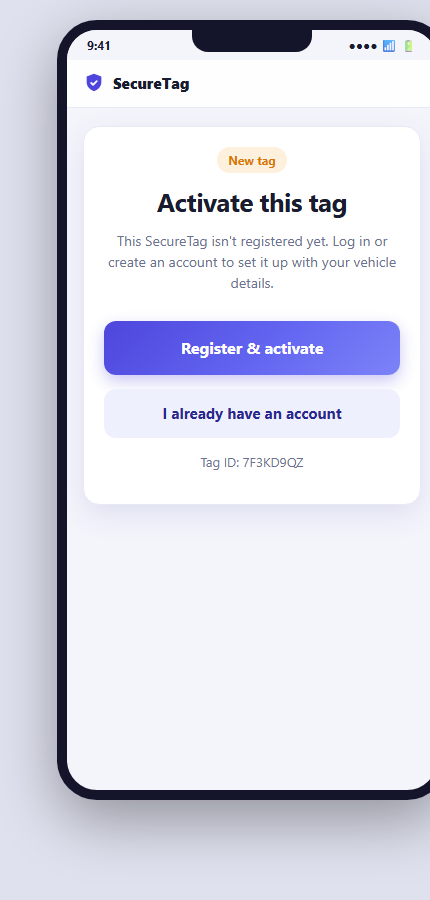 9:41
SecureTag
New tag
Activate this tag
This SecureTag isn't registered yet. Log in or
create an account to set it up with your vehicle
details.
Register & activate
I already have an account
Tag ID: 7F3KD9QZ